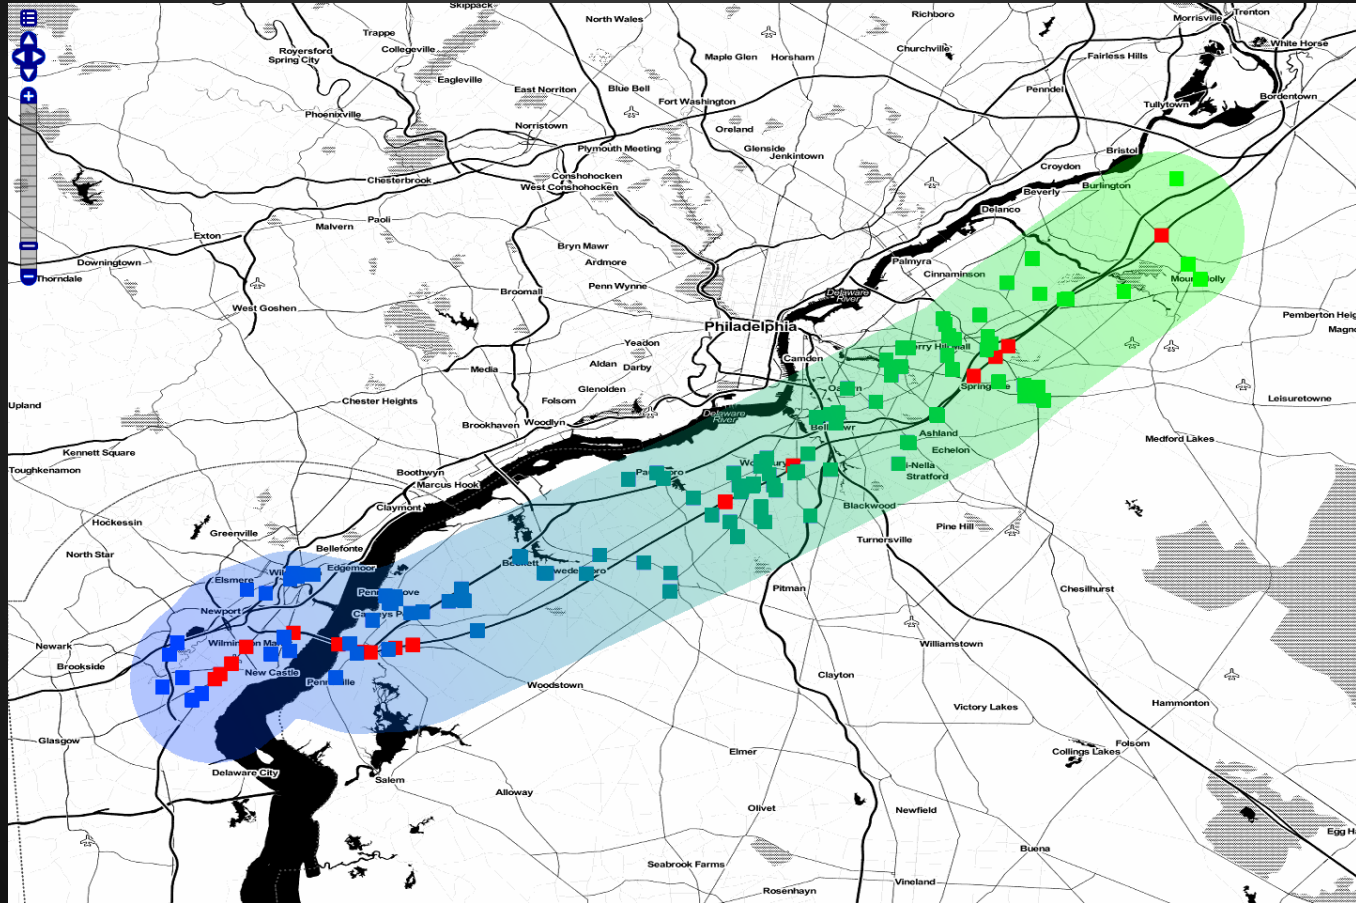 Skippack
Richboro
Trenton
Morrisville
North Wales
Trappe
Collegeville
Royersford
Spring City
Churchville
White Horse
Maple Glen
Horsham
Fairless Hills
Eagleville
East Norriton
Blue Bell
Penndel
Bordentown
Fort Washington
Tullytown
Phoenixville
Norristown
Oreland
Plymouth Meeting
Glenside
Jenkintown
Bristol
Croydon
Conshohocken
West Conshohocken
Chesterbrook
Burlington
Beverly
Delanco
Paoli
Malvern
Exton
Bryn Mawr
Ardmore
Downingtown
Thorndale
Palmyra
Cinnaminson
Penn Wynne
Broomall
Delaware
River
West Goshen
Pemberton Heig
Philadelphia
Magno
Yeadon
Camden
Aldan
Darby
Media
Glenolden
Upland
Chester Heights
Folsom
Leisuretowne
Delaware
River
Brookhaven
Woodlyn
Ashland
Medford Lakes
Kennett Square
Echelon
Toughkenamon
Boothwyn
Marcus Hook
Stratford
Claymont
Blackwood
Hockessin
Greenville
Pine Hill
Turnersville
Bellefonte
North Star
Edgemoor
Elsmere
Pitman
Chesilhurst
Newport
Newark
Williamstown
Brookside
New Castle
Clayton
Woodstown
Hammonton
Victory Lakes
Glasgow
Folsom
Collings Lakes
Elmer
Delaware City
Salem
Alloway
Olivet
Newfield
Egg Ha
Buena
Seabrook Farms
Vineland
Rosenhayn